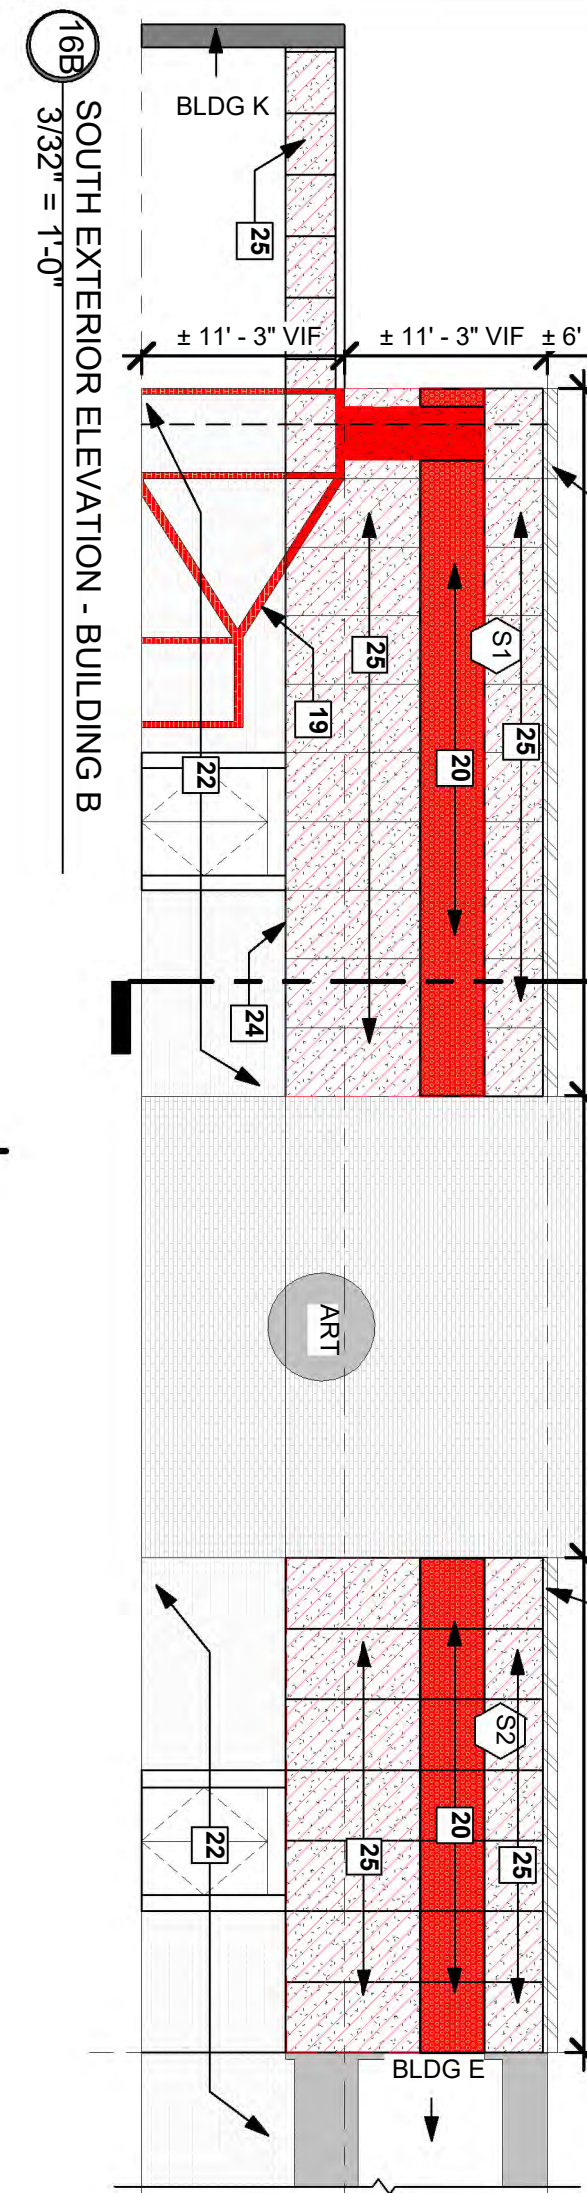 16B
SOUTH EXTERIOR ELEVATION - BUILDING B
3/32" = 1'-0"
BLDG K
25
± 11' - 3" VIF
± 11' - 3" VIF
± 6'
S1
25
25
20
19
22
24
ART
S2
25
20
25
22
BLDG E